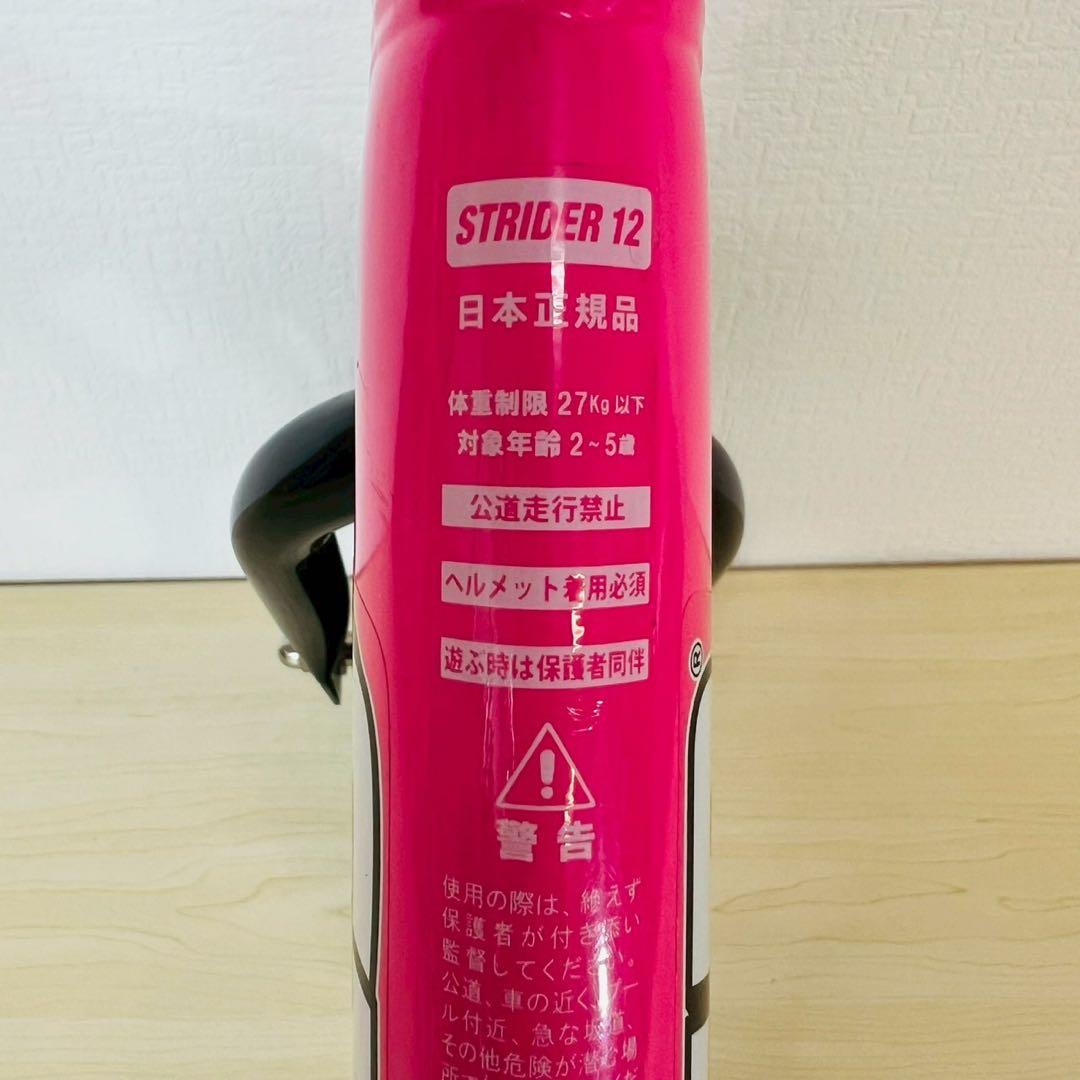 STRIDER 12
日本正規品
体重制限 27Kg 以下
対象年齢 2~5歳
公道走行禁止
ヘルメット着用必須
遊ぶ時は保護者同伴
®
警告
使用の際は、絶えず
保護者が付き添い
監督してください。
公道、車の近く、プー
ル付近、急な坂道、
その他危険が潜む場